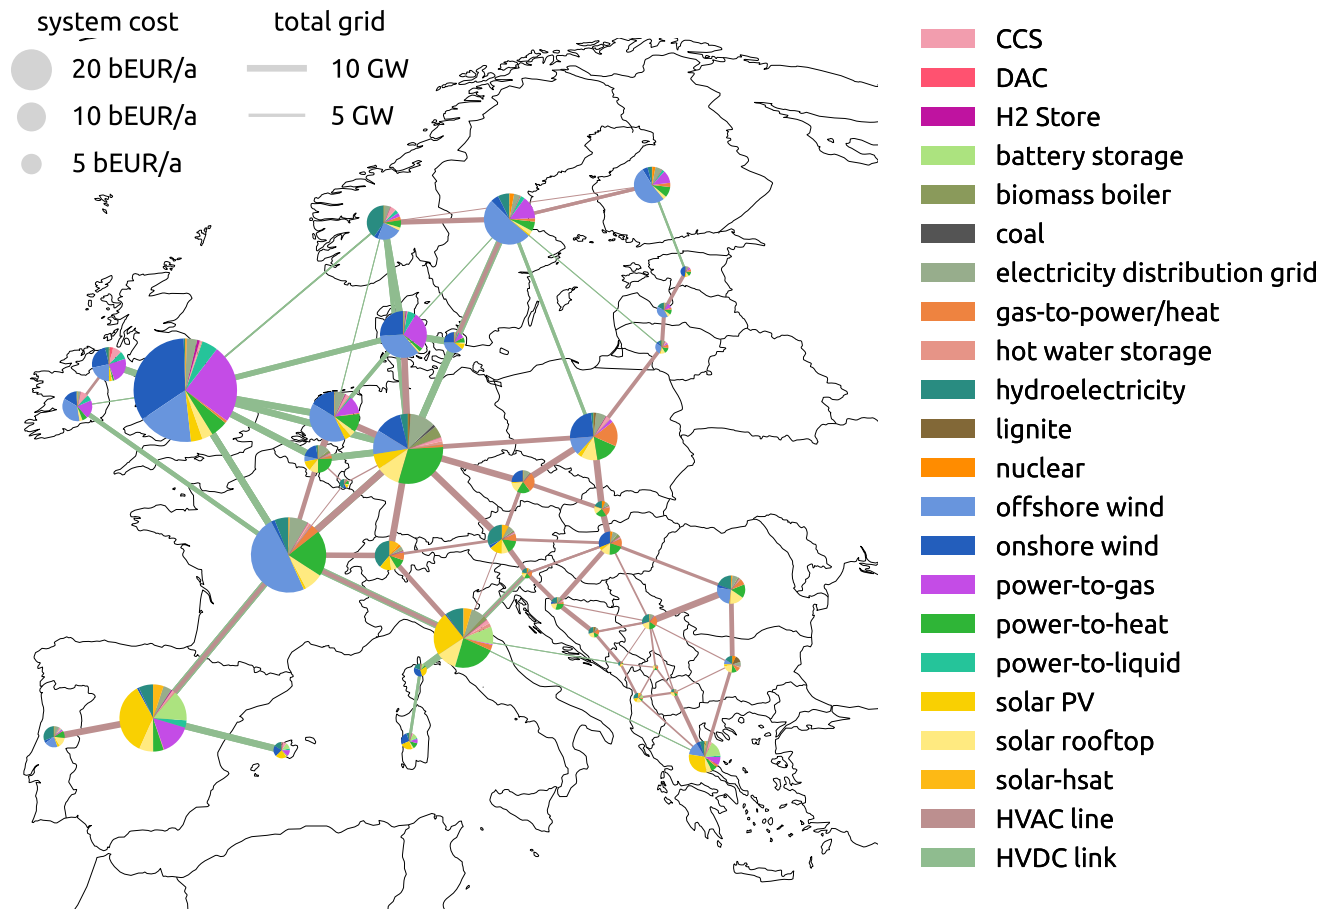 system cost
20 bEUR/a
10 bEUR/a
5 bEUR/a
total grid
10 GW
5 GW
CCS
DAC
H2 Store
battery storage
biomass boiler
coal
electricity distribution grid
gas-to-power/heat
hot water storage
hydroelectricity
lignite
nuclear
offshore wind
onshore wind
power-to-gas
power-to-heat
power-to-liquid
solar PV
solar rooftop
solar-hsat
HVAC line
HVDC link